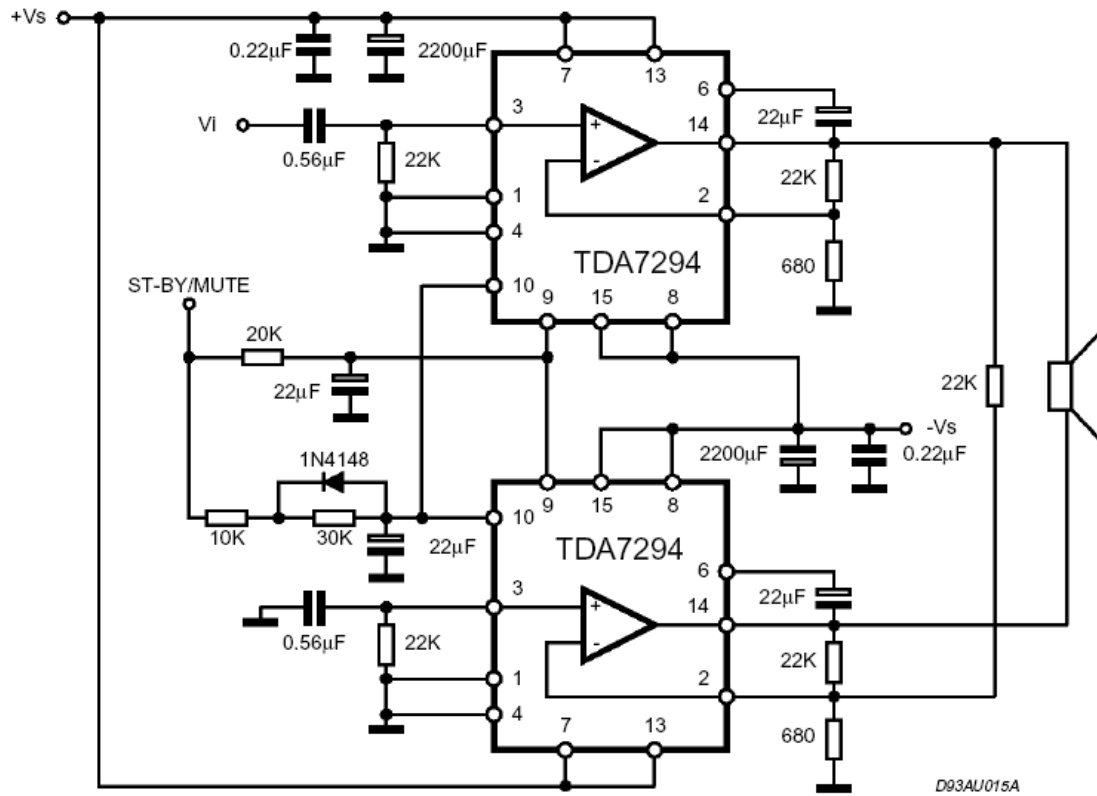 +Vs
0.22µF
2200µF
7
13
6
3
14
22µF
Vi
0.56µF
22K
22K
1
2
4
TDA7294
680
10
ST-BY/MUTE
9
15
8
20K
22µF
22K
-Vs
2200µF
0.22µF
1N4148
9
15
8
10
10K
30K
22µF
TDA7294
6
3
14
22µF
0.56µF
22K
22K
1
2
4
7
13
680
D93AU015A